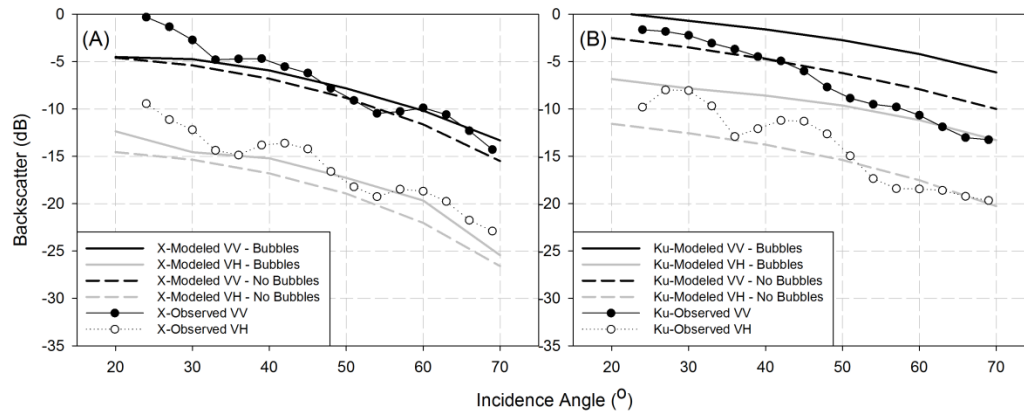 (A)
(B)
0
-5
-10
-15
-20
-25
-30
-35
Backscatter (dB)
X-Modeled VV - Bubbles
X-Modeled VH - Bubbles
X-Modeled VV - No Bubbles
X-Modeled VH - No Bubbles
X-Observed VV
X-Observed VH
20 30 40 50 60 70
0
-5
-10
-15
-20
-25
-30
-35
Ku-Modeled VV - Bubbles
Ku-Modeled VH - Bubbles
Ku-Modeled VV - No Bubbles
Ku-Modeled VH - No Bubbles
Ku-Observed VV
Ku-Observed VH
20 30 40 50 60 70
Incidence Angle (º)